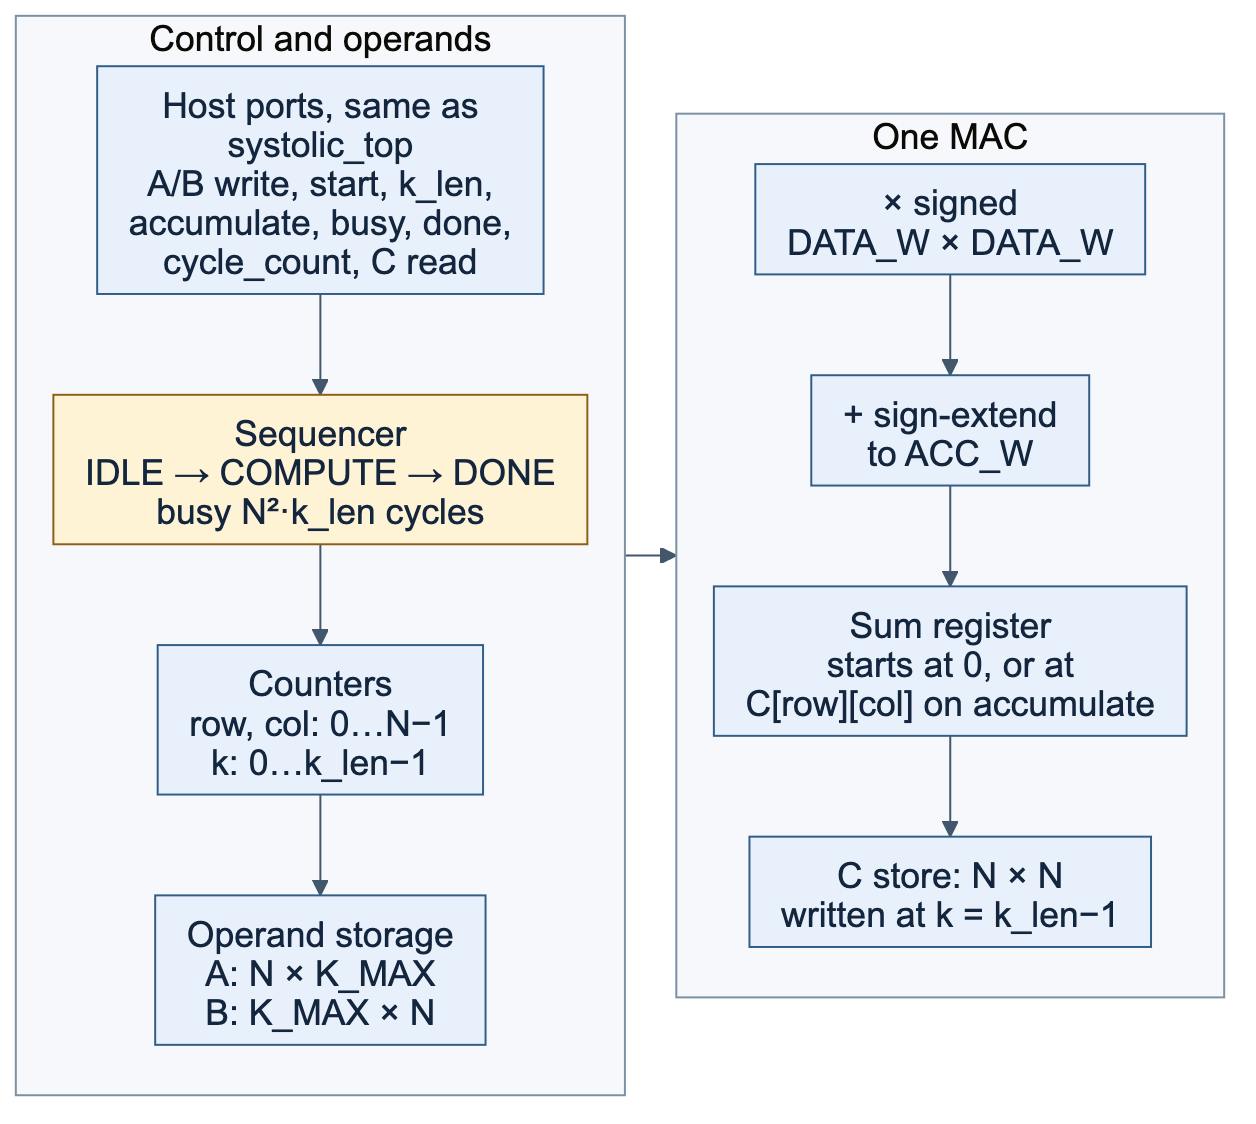 Control and operands
Host ports, same as
systolic_top
A/B write, start, k_len,
accumulate, busy, done,
cycle_count, C read
Sequencer
IDLE → COMPUTE → DONE
busy N²·k_len cycles
Counters
row, col: 0…N−1
k: 0…k_len−1
Operand storage
A: N × K_MAX
B: K_MAX × N
One MAC
× signed
DATA_W × DATA_W
+ sign-extend
to ACC_W
Sum register
starts at 0, or at
C[row][col] on accumulate
C store: N × N
written at k = k_len−1